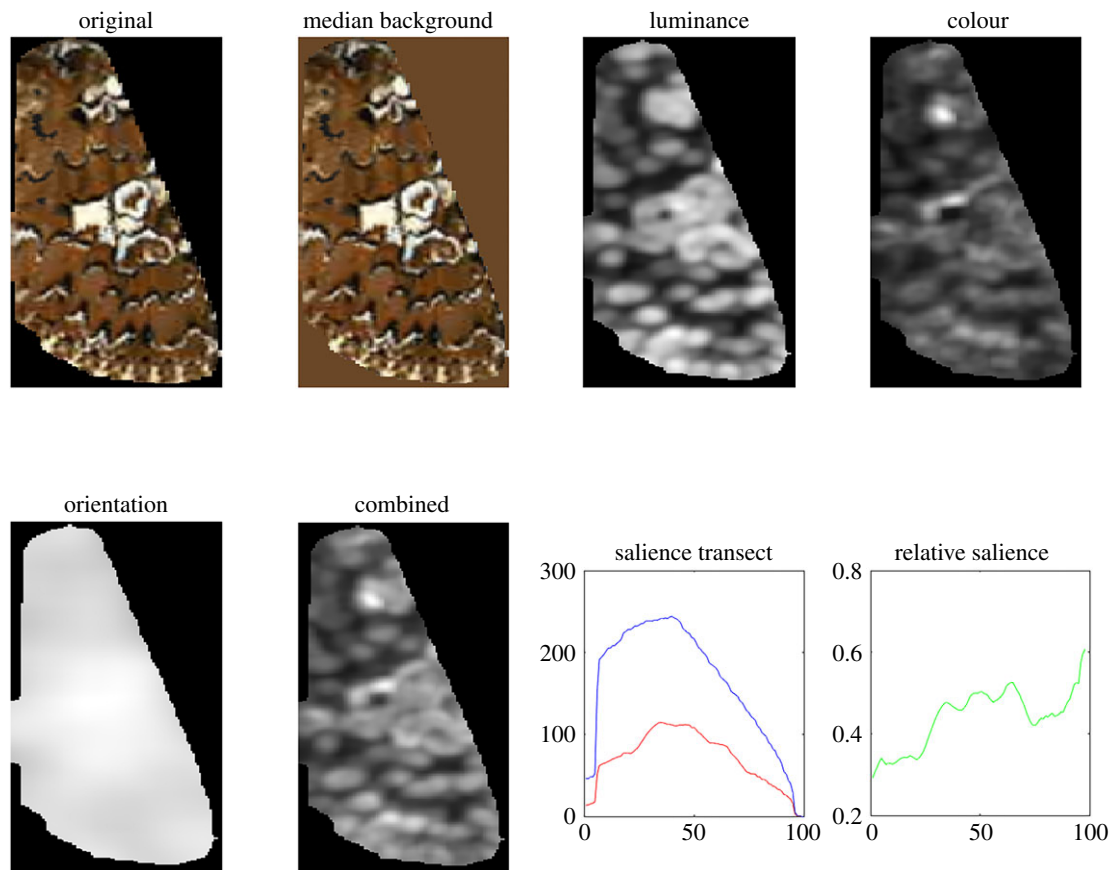 original
median background
luminance
colour
orientation
combined
salience transect
relative salience
300
200
100
0
0
50
100
0.8
0.6
0.4
0.2
0
50
100